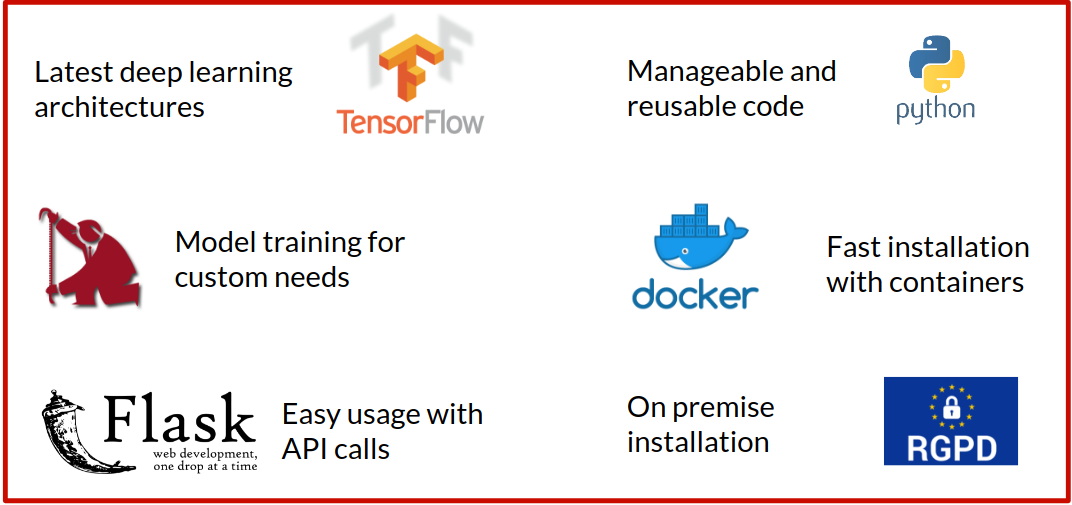 Latest deep learning
architectures
TensorFlow
Manageable and
reusable code
python
Model training for
custom needs
docker
Fast installation
with containers
Flask
web development,
one drop at a time
Easy usage with
API calls
On premise
installation
RGPD